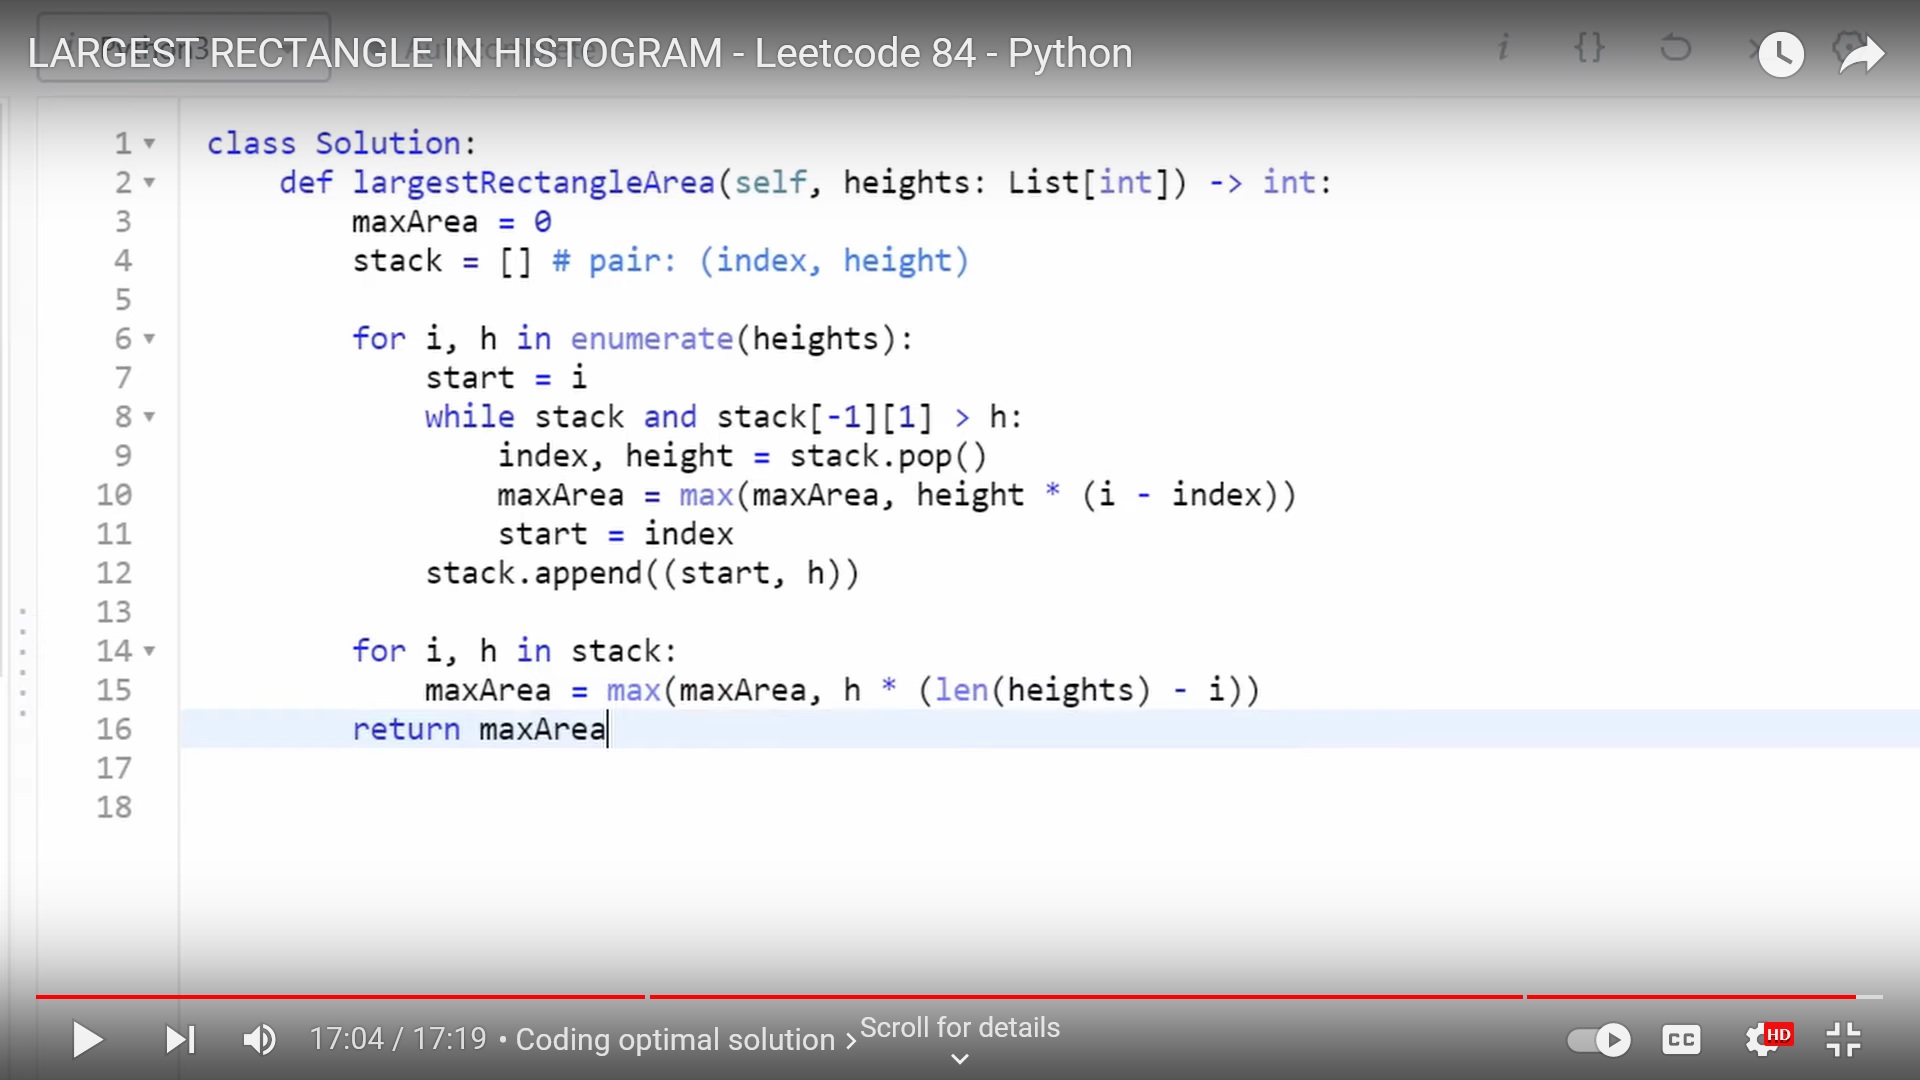 LARGEST RECTANGLE IN HISTOGRAM - Leetcode 84 - Python
i {}
1 class Solution:
2     def largestRectangleArea(self, heights: List[int]) -> int:
3         maxArea = 0
4         stack = [] # pair: (index, height)
5
6         for i, h in enumerate(heights):
7             start = i
8             while stack and stack[-1][1] > h:
9                 index, height = stack.pop()
10                 maxArea = max(maxArea, height * (i - index))
11                 start = index
12             stack.append((start, h))
13
14         for i, h in stack:
15             maxArea = max(maxArea, h * (len(heights) - i))
16         return maxArea
17
18
17:04 / 17:19 • Coding optimal solution ›
Scroll for details
CC
HD